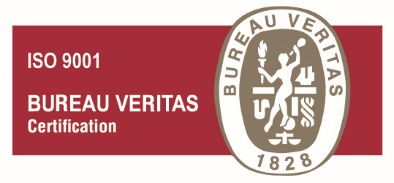 ISO 9001
BUREAU VERITAS
Certification
BUREAU VERITAS
1828